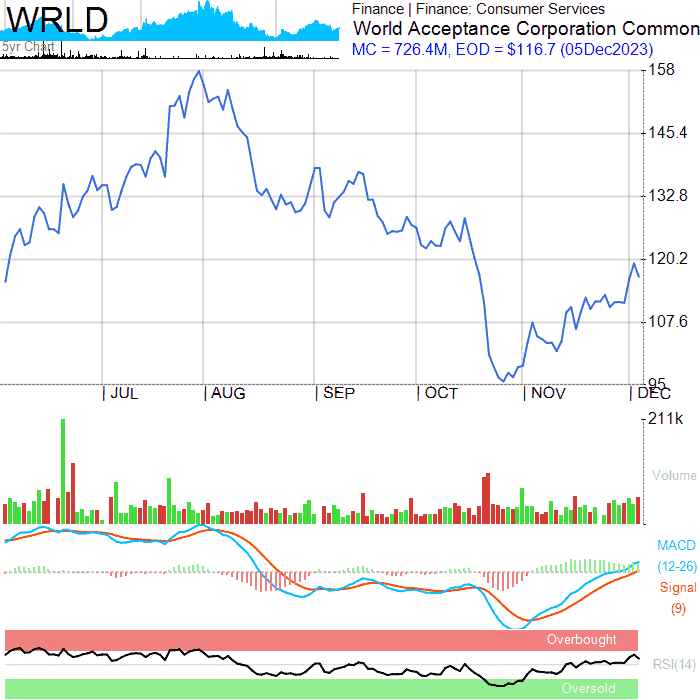 WRLD
5yr Chart
Finance | Finance: Consumer Services
World Acceptance Corporation Common
MC = 726.4M, EOD = $116.7 (05Dec2023)
158
145.4
132.8
120.2
107.6
95
JUL
AUG
SEP
OCT
NOV
DEC
211k
Volume
MACD
(12-26)
Signal
(9)
Overbought
RSI(14)
Oversold